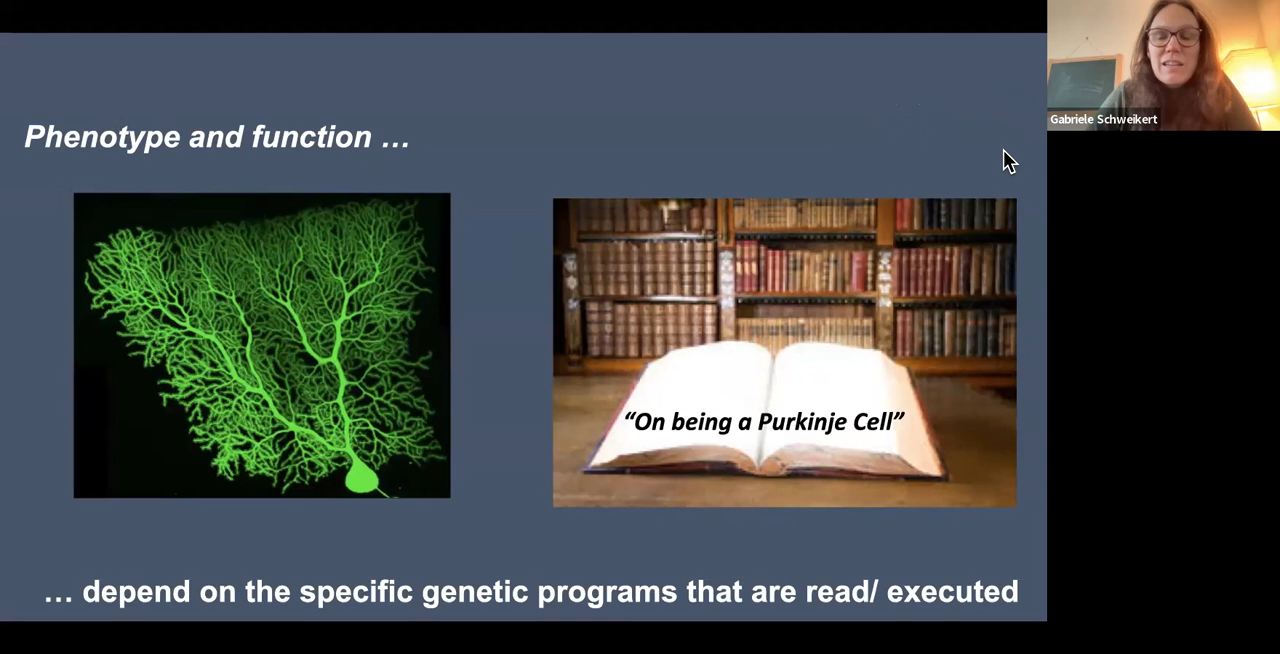 Phenotype and function …
“On being a Purkinje Cell”
… depend on the specific genetic programs that are read/ executed
Gabriele Schweikert